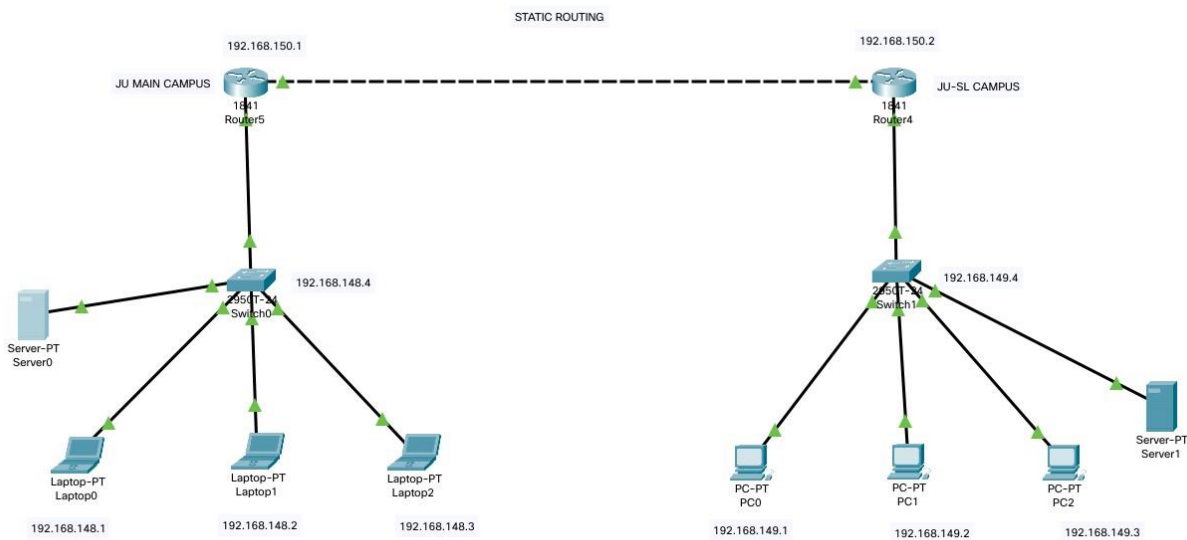 STATIC ROUTING
192.168.150.1
192.168.150.2
JU MAIN CAMPUS
JU-SL CAMPUS
1841
Router5
1841
Router4
192.168.148.4
192.168.149.4
2950T-24
Switch0
2950T-24
Switch1
Server-PT
Server0
Server-PT
Server1
Laptop-PT
Laptop0
Laptop-PT
Laptop1
Laptop-PT
Laptop2
PC-PT
PC0
PC-PT
PC1
PC-PT
PC2
192.168.148.1
192.168.148.2
192.168.148.3
192.168.149.1
192.168.149.2
192.168.149.3